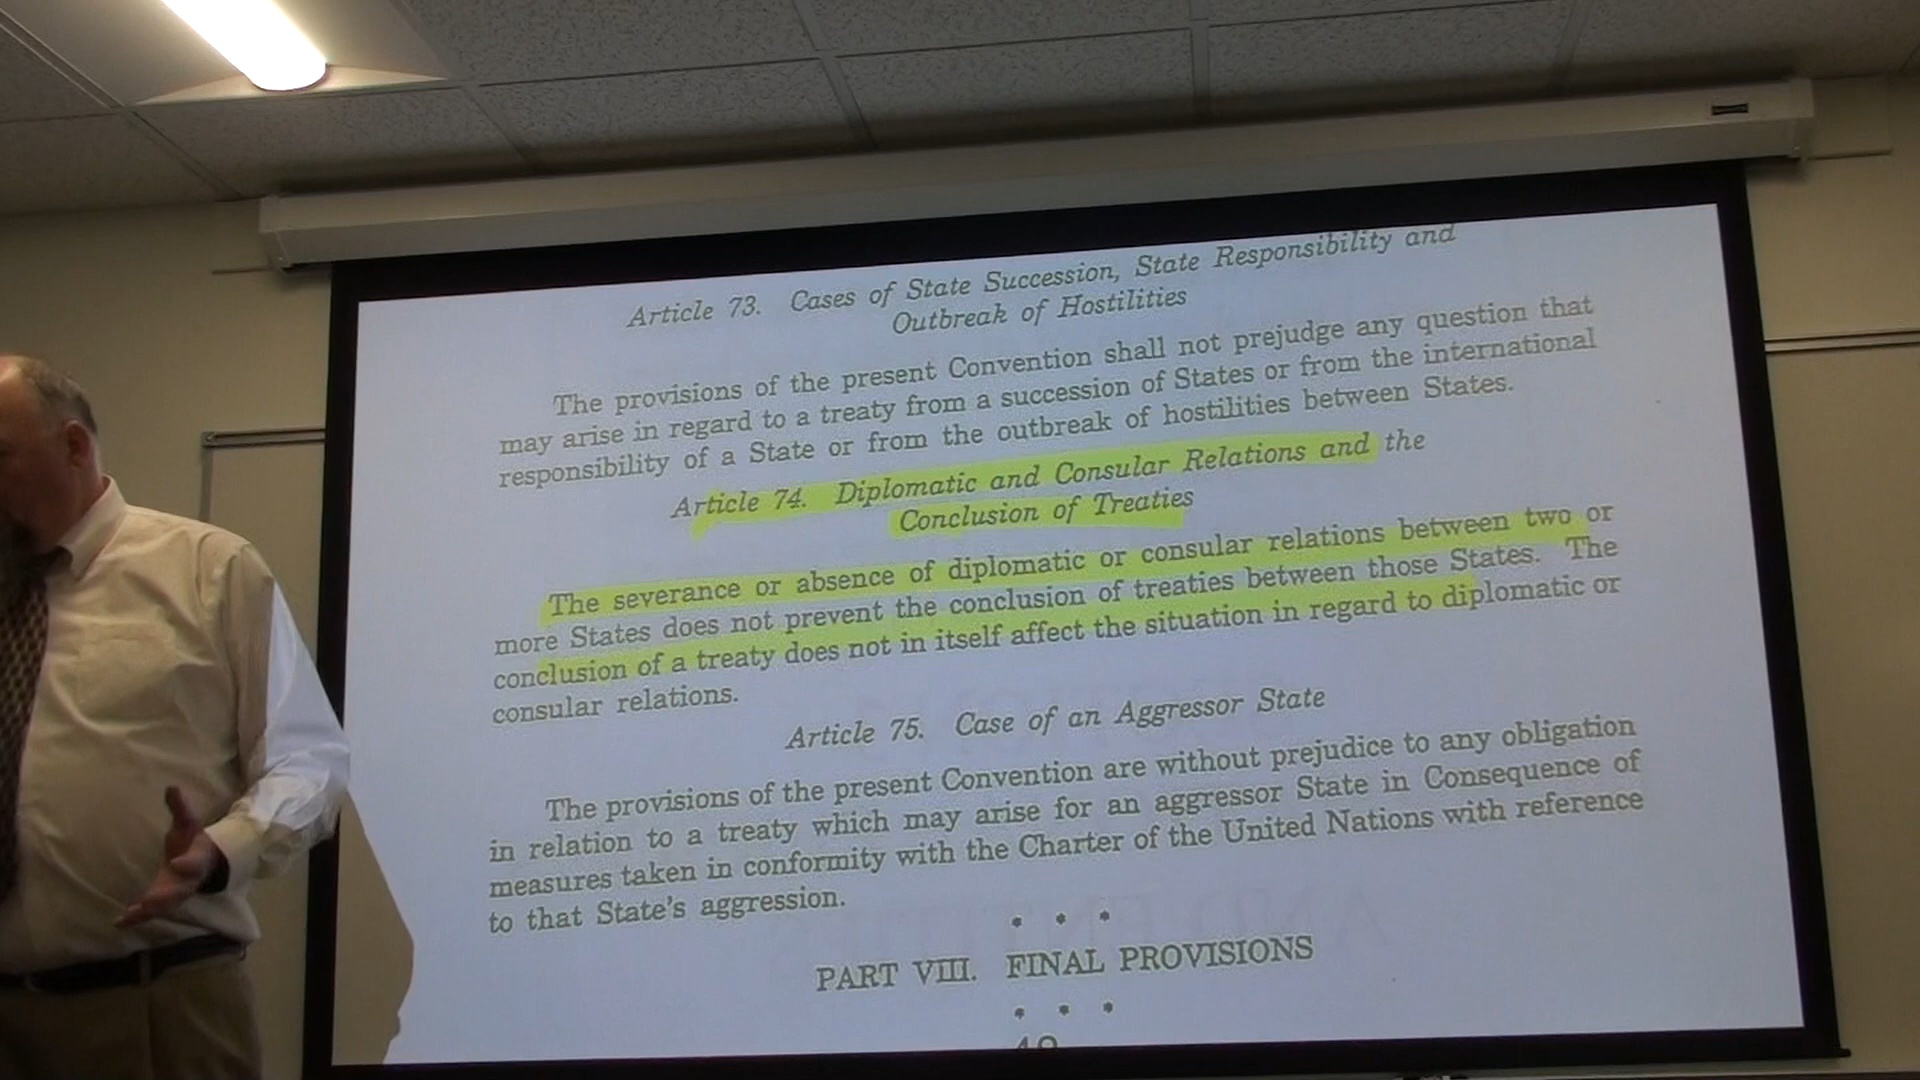 Article 73. Cases of State Succession, State Responsibility and
Outbreak of Hostilities
The provisions of the present Convention shall not prejudge any question that
may arise in regard to a treaty from a succession of States or from the international
responsibility of a State or from the outbreak of hostilities between States.
Article 74. Diplomatic and Consular Relations and the
Conclusion of Treaties
The severance or absence of diplomatic or consular relations between two or
more States does not prevent the conclusion of treaties between those States. The
conclusion of a treaty does not in itself affect the situation in regard to diplomatic or
consular relations.
Article 75. Case of an Aggressor State
The provisions of the present Convention are without prejudice to any obligation
in relation to a treaty which may arise for an aggressor State in Consequence of
measures taken in conformity with the Charter of the United Nations with reference
to that State's aggression.
• • •
PART VIII. FINAL PROVISIONS
• • •